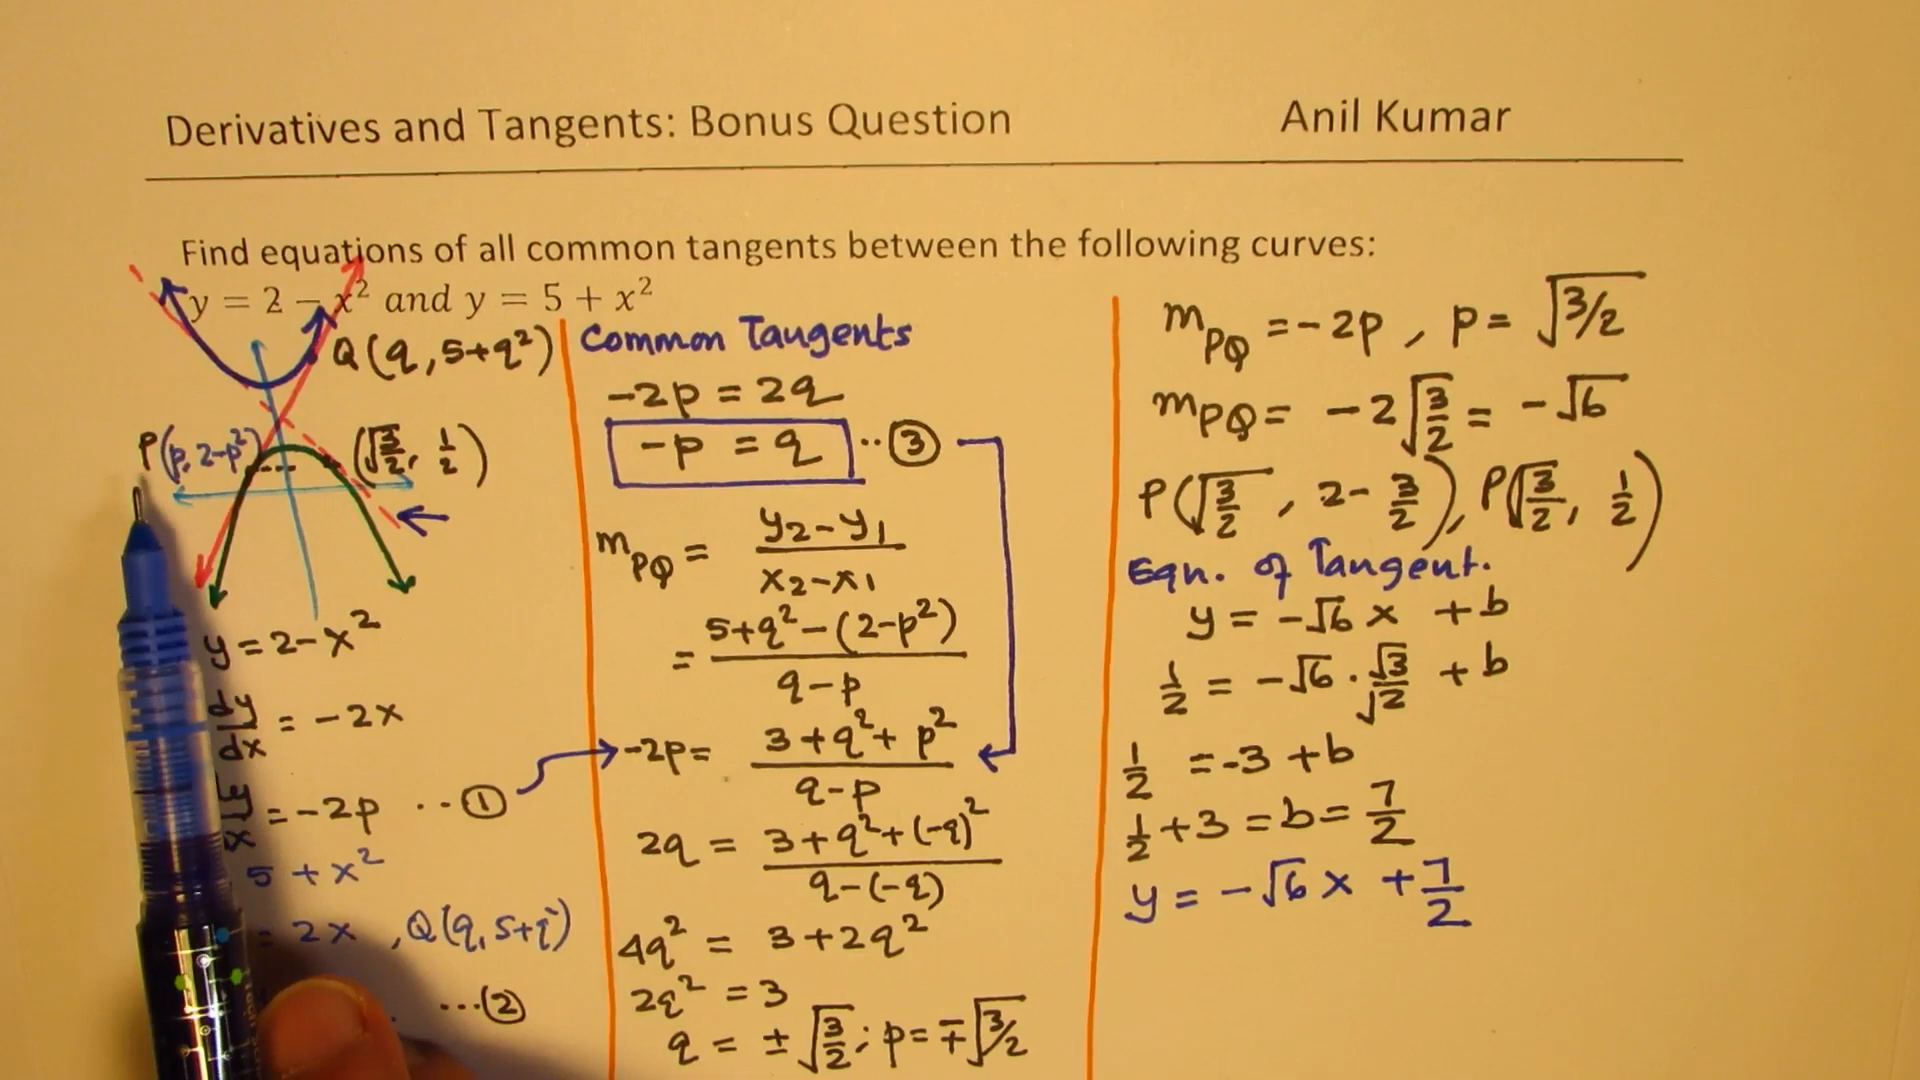 Derivatives and Tangents: Bonus Question
Anil Kumar
Find equations of all common tangents between the following curves:
y = 2 − x² and y = 5 + x²
Q(q, 5+q²)
P(p, 2-p²)
(√3/2, 1/2)
y = 2-x²
dy/dx = -2x
= -2p ..①
5 + x²
= 2x , Q(q, 5+q²)
...②
Common Tangents
-2p = 2q
-p = q ..③
mPQ = (y₂-y₁)/(x₂-x₁)
= (5+q²-(2-p²))/(q-p)
-2p = (3+q²+p²)/(q-p)
2q = (3+q²+(-q)²)/(q-(-q))
4q² = 3+2q²
2q² = 3
q = ±√3/2 ; p = ∓√3/2
mPQ = -2p , p = √3/2
mPQ = -2√3/2 = -√6
P(√3/2, 2-3/2), P(√3/2, 1/2)
Eqn. of Tangent.
y = -√6 x + b
1/2 = -√6 · √3/√2 + b
1/2 = -3 + b
1/2 + 3 = b = 7/2
y = -√6 x + 7/2